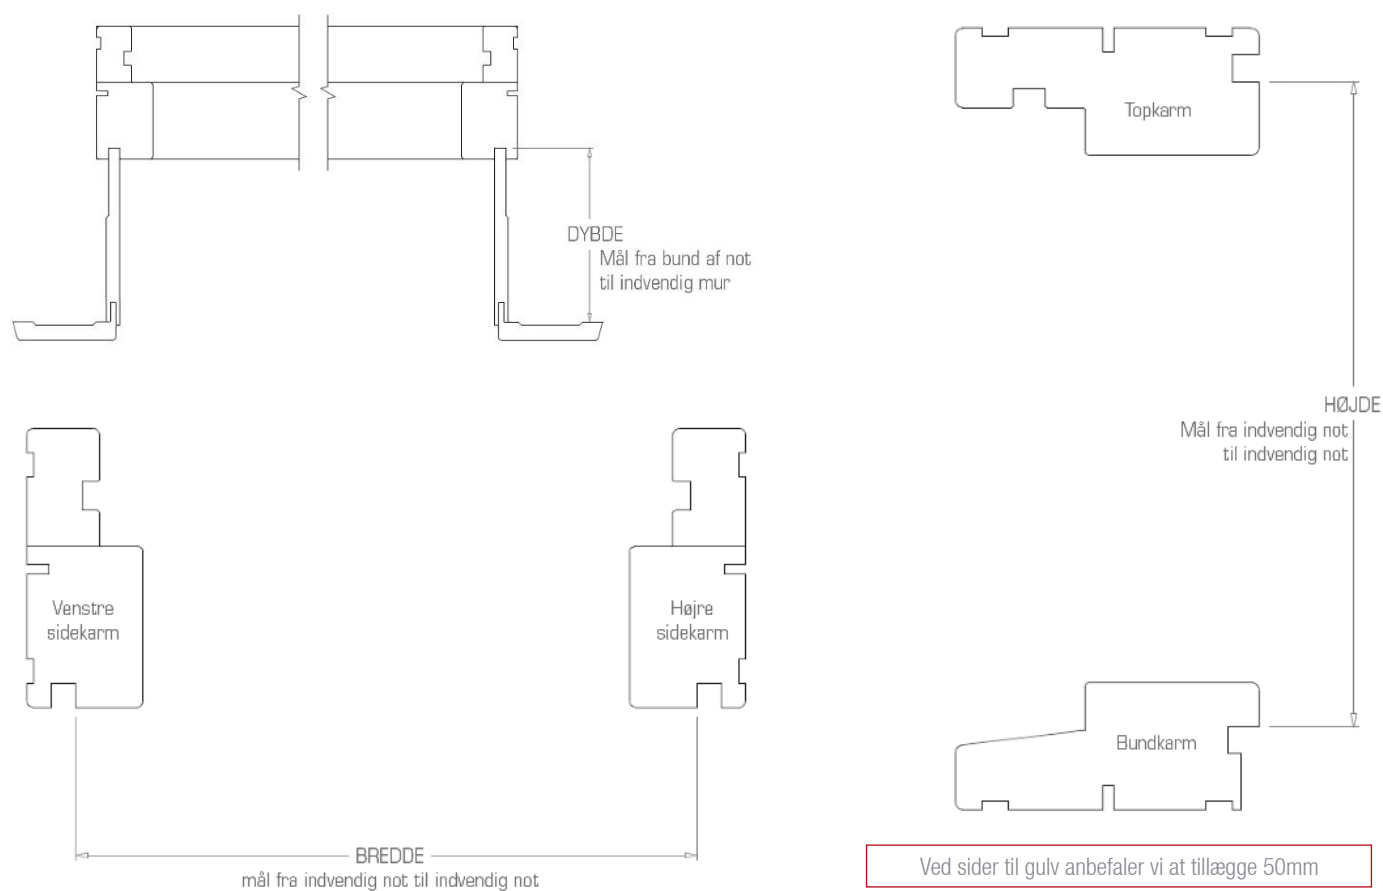 Topkarm
DYBDE
Mål fra bund af not
til indvendig mur
HØJDE
Mål fra indvendig not
til indvendig not
Venstre
sidekarm
Højre
sidekarm
Bundkarm
BREDDE
mål fra indvendig not til indvendig not
Ved sider til gulv anbefaler vi at tillægge 50mm